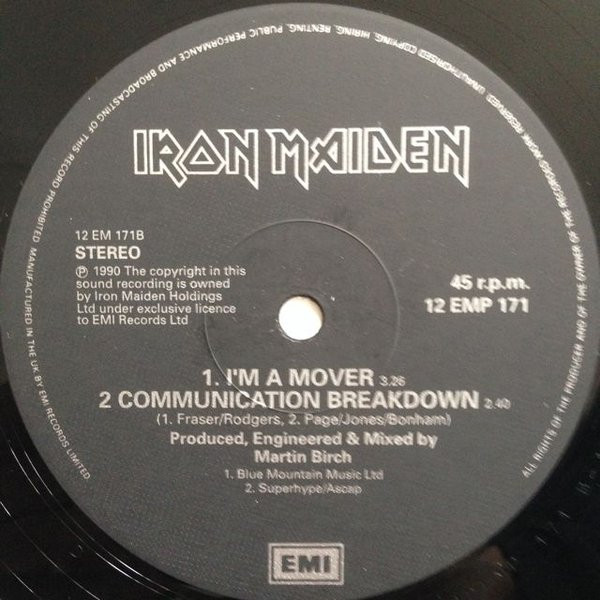 IRON MAIDEN
12 EM 171B
STEREO
℗ 1990 The copyright in this
sound recording is owned
by Iron Maiden Holdings
Ltd under exclusive licence
to EMI Records Ltd
45 r.p.m.
12 EMP 171
1. I'M A MOVER 3.26
2 COMMUNICATION BREAKDOWN 2.40
(1. Fraser/Rodgers, 2. Page/Jones/Bonham)
Produced, Engineered & Mixed by
Martin Birch
1. Blue Mountain Music Ltd
2. Superhype/Ascap
EMI
ALL RIGHTS OF THE PRODUCER AND OF THE OWNER OF THE RECORDED WORK RESERVED. UNAUTHORISED COPYING, HIRING, RENTING, PUBLIC PERFORMANCE AND BROADCASTING OF THIS RECORD PROHIBITED. MANUFACTURED IN THE UK BY EMI RECORDS LIMITED